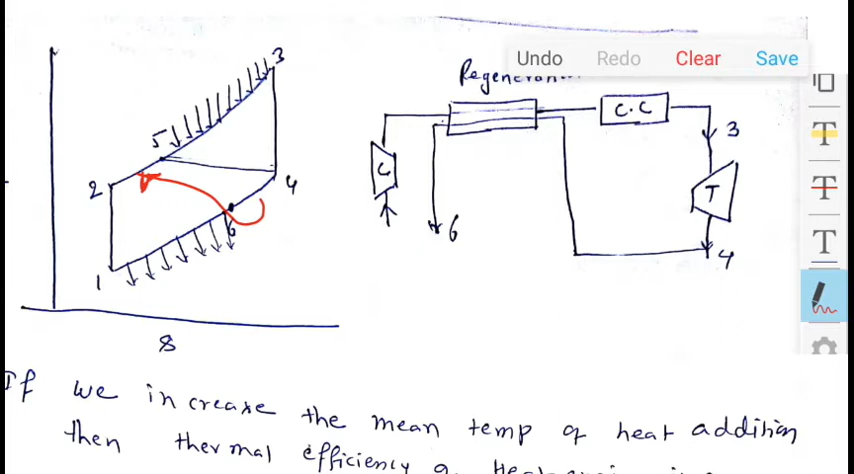 Undo Redo Clear Save
3
5
2
4
6
1
S
C
C.C
3
T
6
4
T
T
T
If we increase the mean temp of heat addition
then thermal efficiency